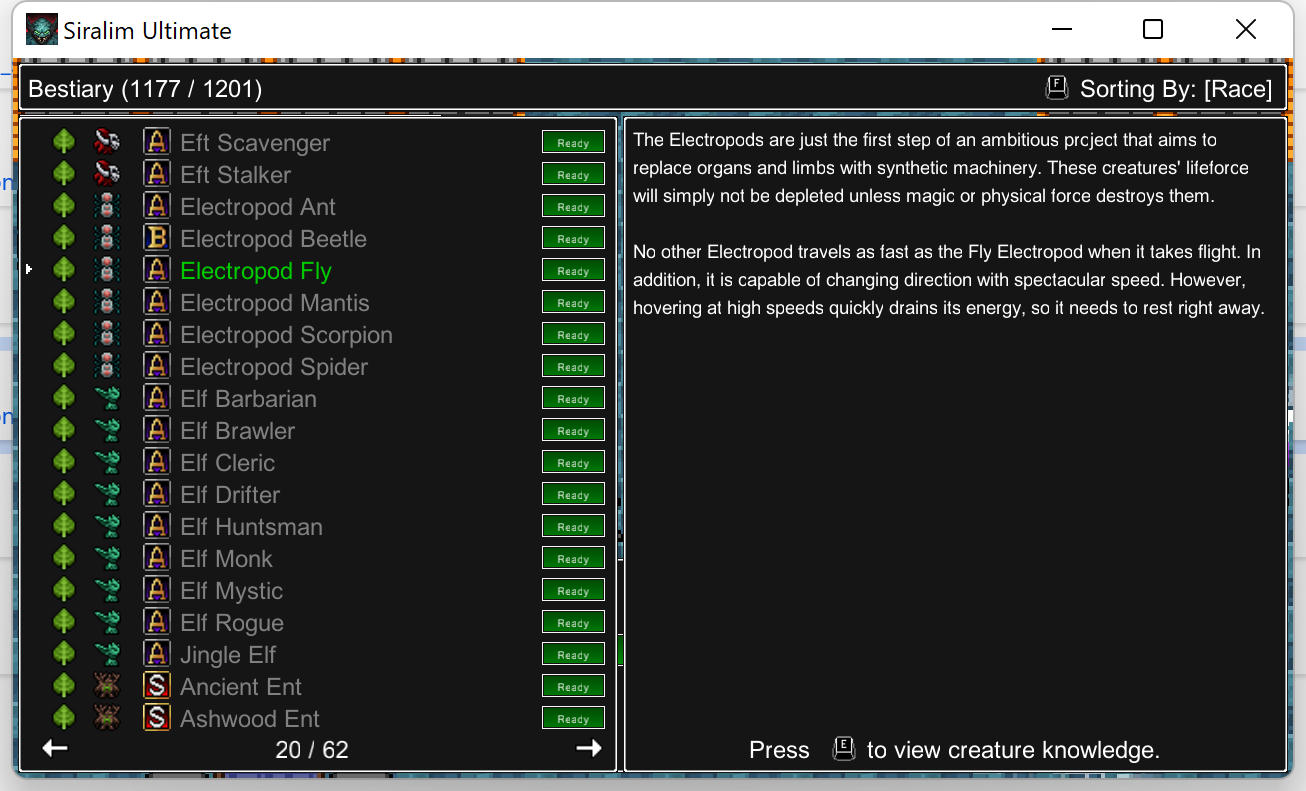 Siralim Ultimate
Bestiary (1177 / 1201)
F Sorting By: [Race]
A Eft Scavenger Ready
A Eft Stalker Ready
A Electropod Ant Ready
B Electropod Beetle Ready
A Electropod Fly Ready
A Electropod Mantis Ready
A Electropod Scorpion Ready
A Electropod Spider Ready
A Elf Barbarian Ready
A Elf Brawler Ready
A Elf Cleric Ready
A Elf Drifter Ready
A Elf Huntsman Ready
A Elf Monk Ready
A Elf Mystic Ready
A Elf Rogue Ready
A Jingle Elf Ready
S Ancient Ent Ready
S Ashwood Ent Ready
20 / 62
The Electropods are just the first step of an ambitious project that aims to
replace organs and limbs with synthetic machinery. These creatures' lifeforce
will simply not be depleted unless magic or physical force destroys them.
No other Electropod travels as fast as the Fly Electropod when it takes flight. In
addition, it is capable of changing direction with spectacular speed. However,
hovering at high speeds quickly drains its energy, so it needs to rest right away.
Press E to view creature knowledge.